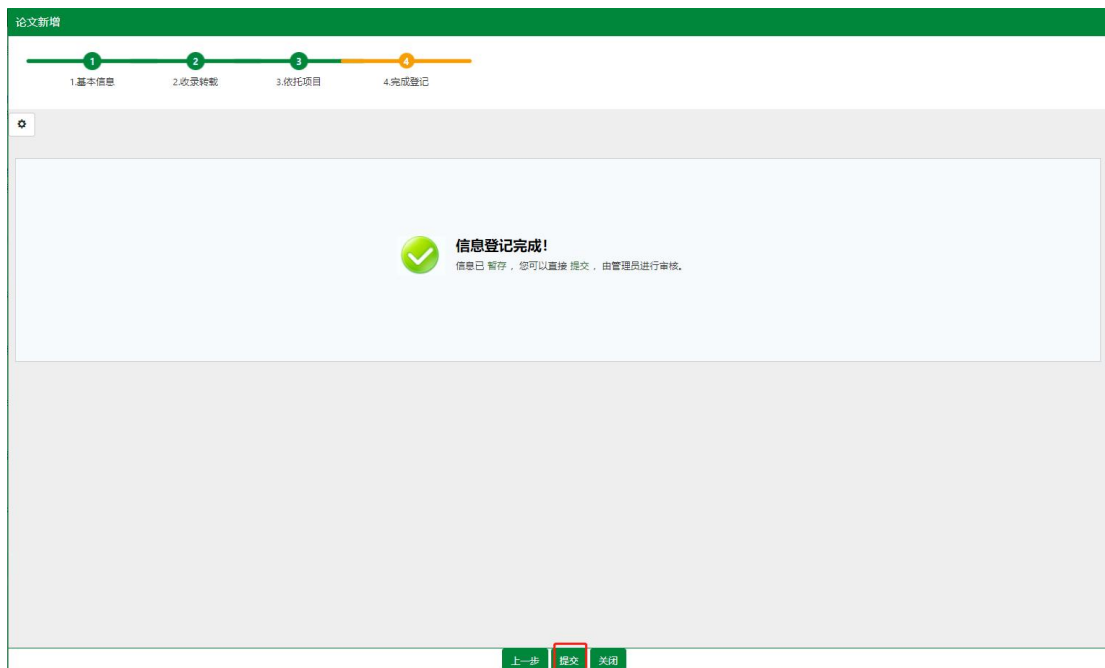 论文新增
1 2 3 4
1.基本信息 2.收录转载 3.依托项目 4.完成登记
信息登记完成!
信息已 暂存 ，您可以直接 提交 ，由管理员进行审核。
上一步 提交 关闭